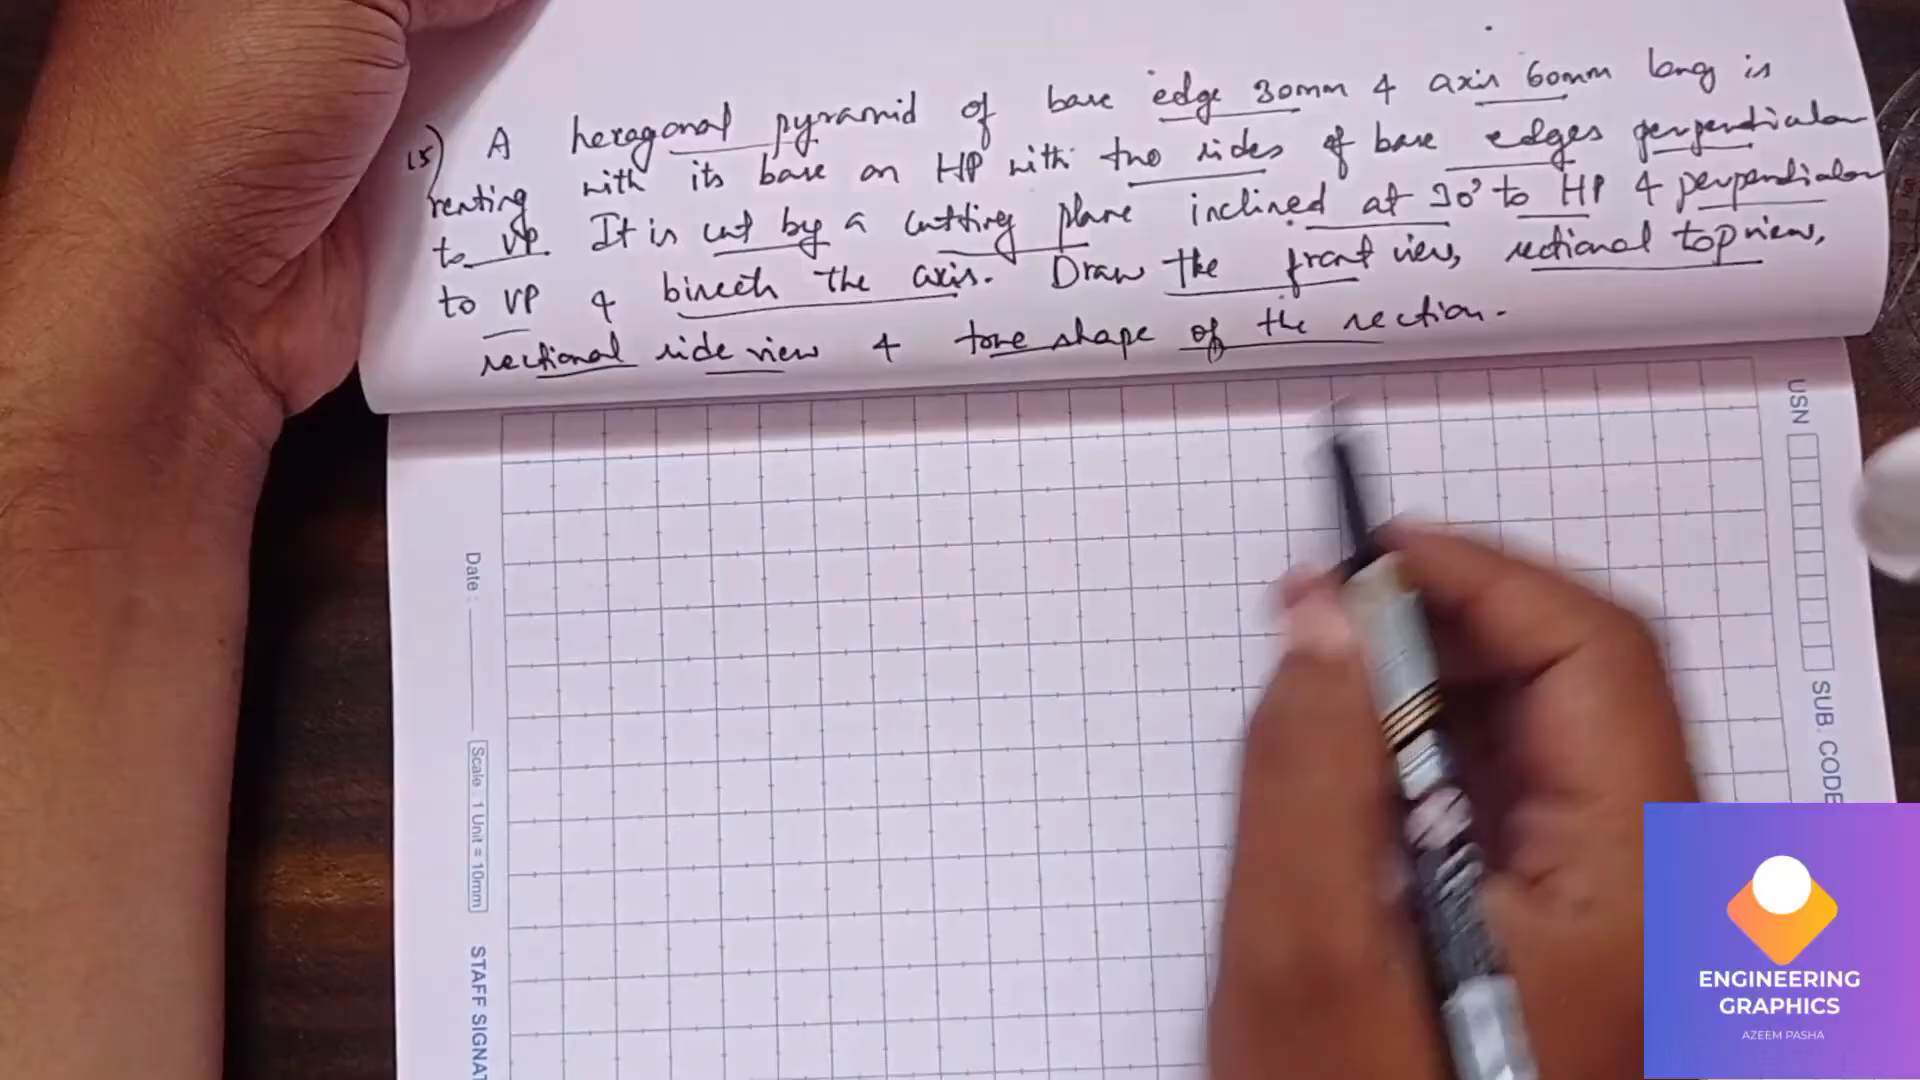 15) A hexagonal pyramid of base edge 30mm & axis 60mm long is
resting with its base on HP with two sides of base edges perpendicular
to VP. It is cut by a cutting plane inclined at 30° to HP & perpendicular
to VP & bisects the axis. Draw the front view, sectional top view,
sectional side view & true shape of the section.
USN
SUB. CODE
Date :
Scale : 1 Unit = 10mm
STAFF SIGNAT
ENGINEERING
GRAPHICS
AZEEM PASHA